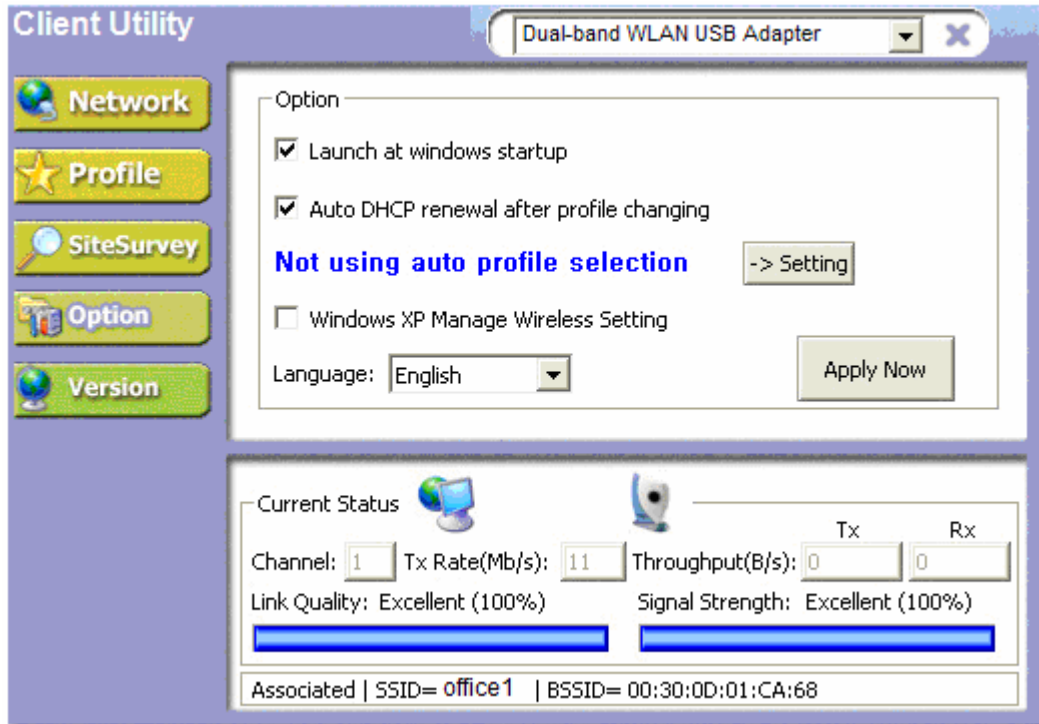 Client Utility
Dual-band WLAN USB Adapter
Network
Profile
SiteSurvey
Option
Version
Option
Launch at windows startup
Auto DHCP renewal after profile changing
Not using auto profile selection
-> Setting
Windows XP Manage Wireless Setting
Language: English
Apply Now
Current Status
Tx Rx
Channel: 1 Tx Rate(Mb/s): 11 Throughput(B/s): 0 0
Link Quality: Excellent (100%) Signal Strength: Excellent (100%)
Associated | SSID= office1 | BSSID= 00:30:0D:01:CA:68